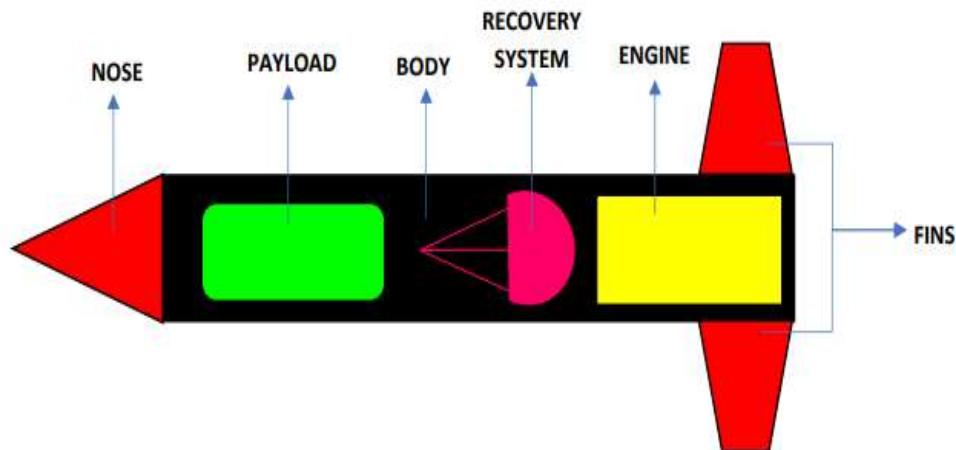 NOSE
PAYLOAD
BODY
RECOVERY
SYSTEM
ENGINE
FINS